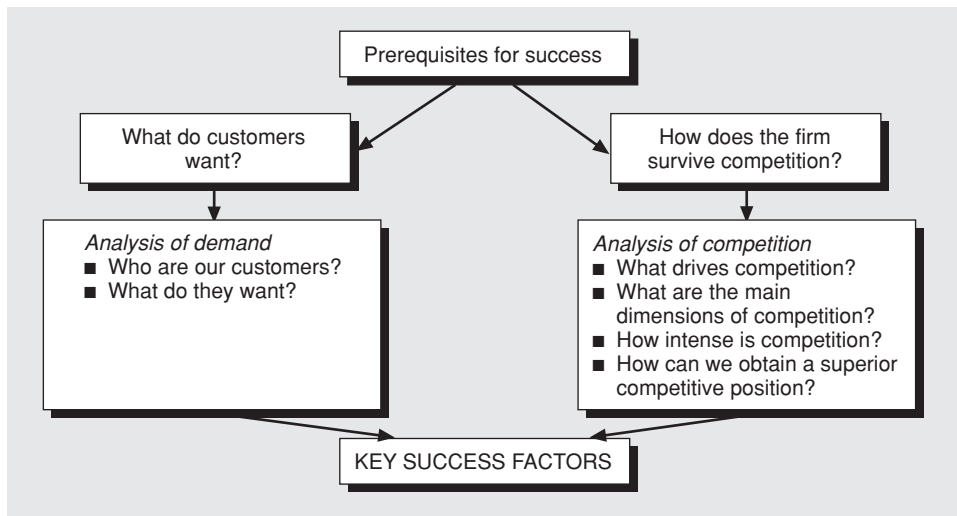 Prerequisites for success
What do customers
want?
How does the firm
survive competition?
Analysis of demand
■ Who are our customers?
■ What do they want?
Analysis of competition
■ What drives competition?
■ What are the main
dimensions of competition?
■ How intense is competition?
■ How can we obtain a superior
competitive position?
KEY SUCCESS FACTORS